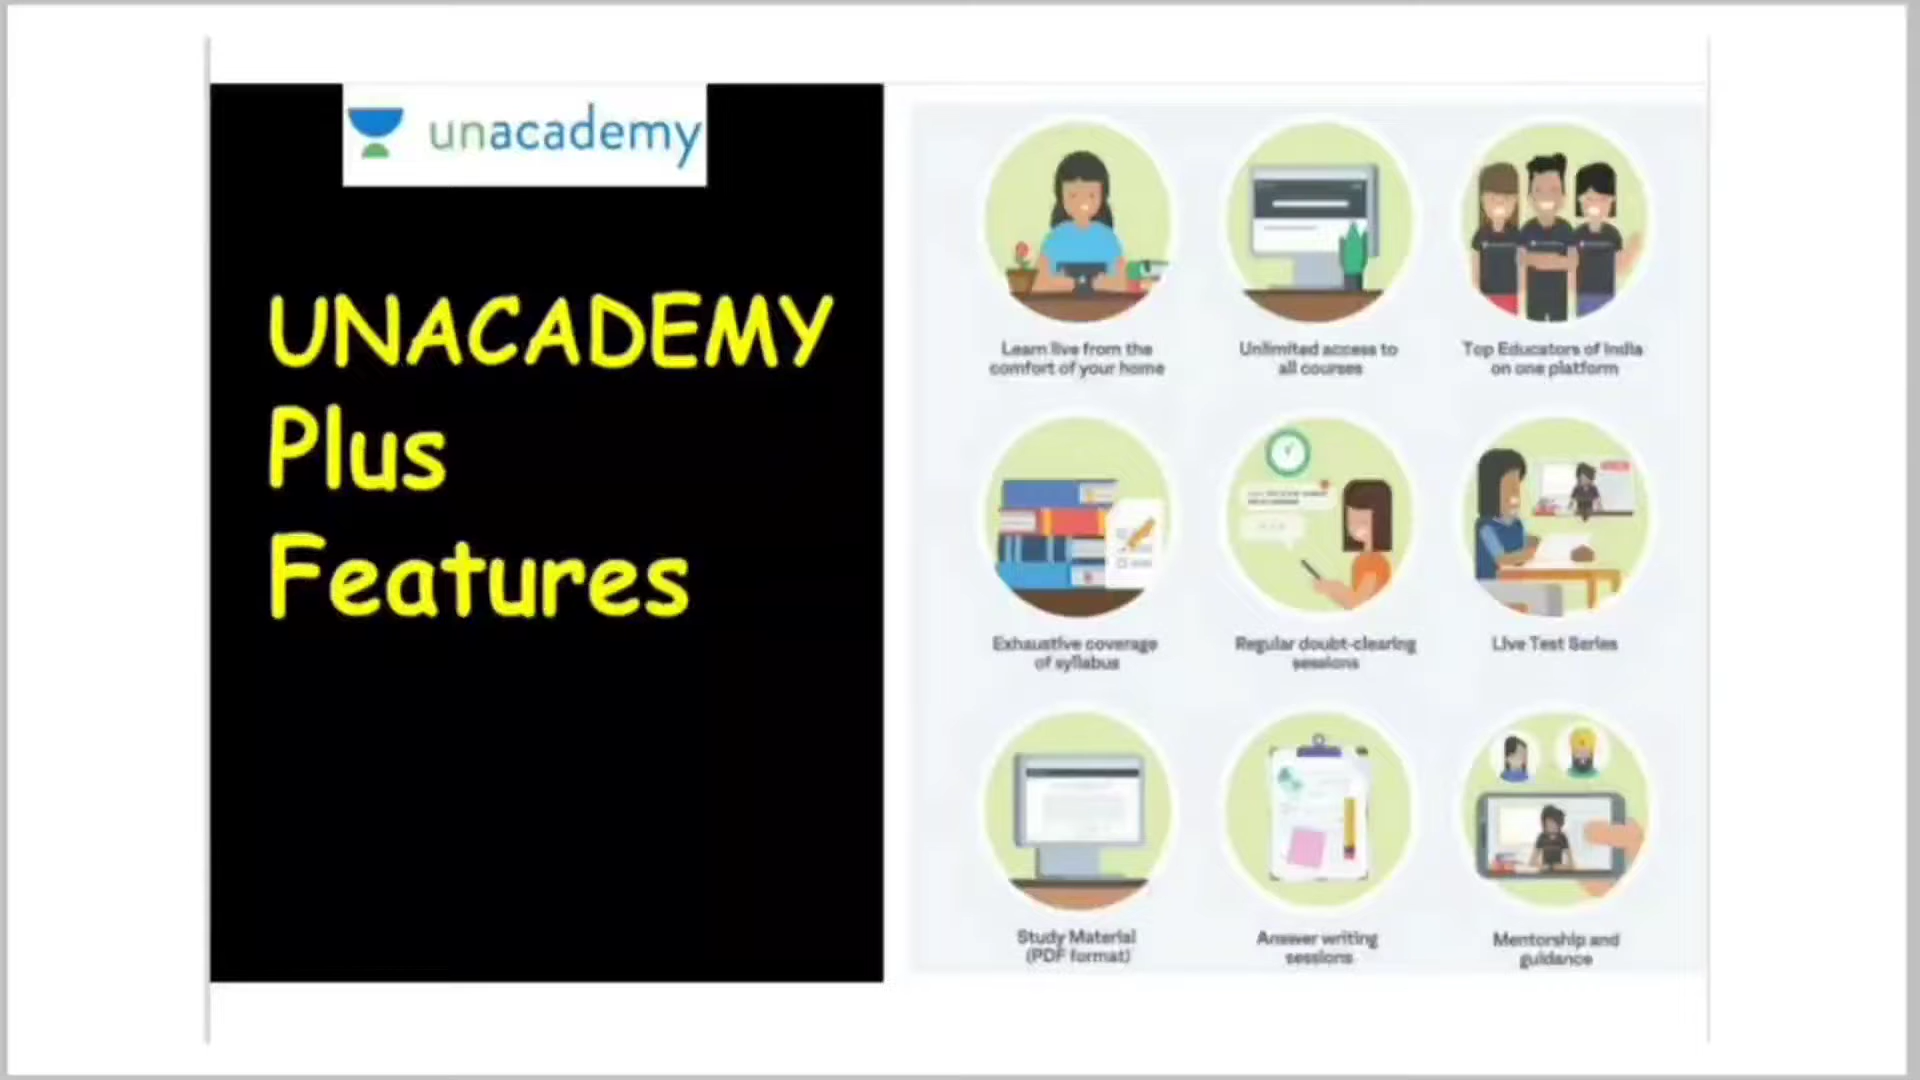 unacademy
UNACADEMY
Plus
Features
Learn live from the
comfort of your home
Unlimited access to
all courses
Top Educators of India
on one platform
Exhaustive coverage
of syllabus
Regular doubt-clearing
sessions
Live Test Series
Study Material
(PDF format)
Answer writing
sessions
Mentorship and
guidance